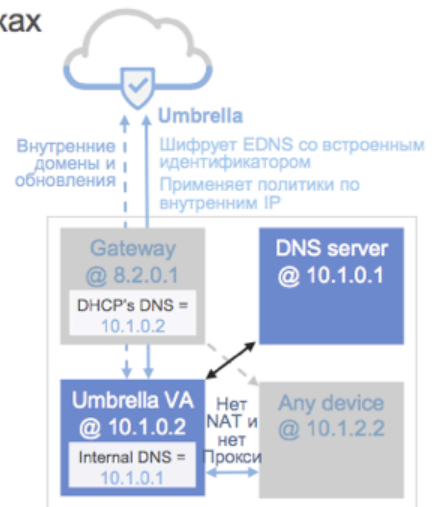 ках
Umbrella
Внутренние
домены и
обновления
Шифрует EDNS со встроенным
идентификатором
Применяет политики по
внутренним IP
Gateway
@ 8.2.0.1
DHCP's DNS =
10.1.0.2
DNS server
@ 10.1.0.1
Umbrella VA
@ 10.1.0.2
Internal DNS =
10.1.0.1
Нет
NAT и
нет
Прокси
Any device
@ 10.1.2.2